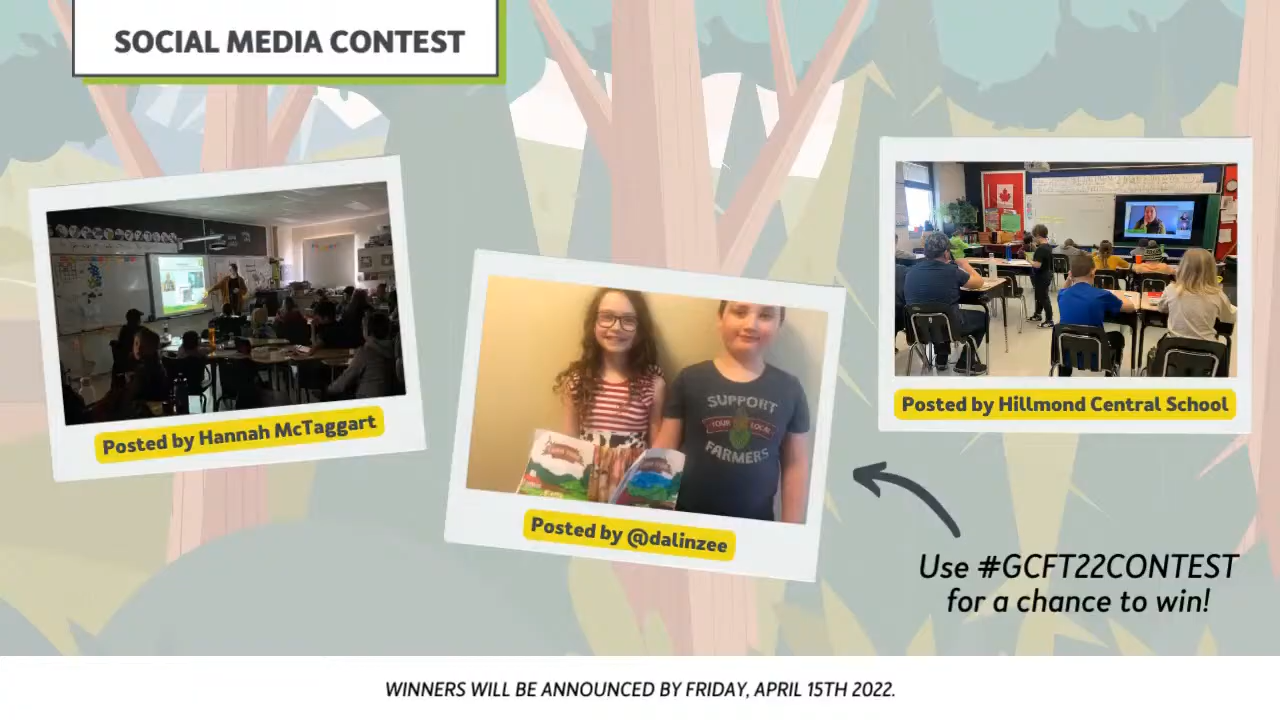 SOCIAL MEDIA CONTEST
Posted by Hannah McTaggart
SUPPORT
YOUR LOCAL
FARMERS
Posted by @dalinzee
Posted by Hillmond Central School
Use #GCFT22CONTEST
for a chance to win!
WINNERS WILL BE ANNOUNCED BY FRIDAY, APRIL 15TH 2022.